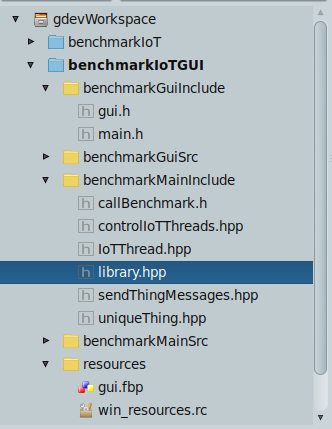 gdevWorkspace
benchmarkIoT
benchmarkIoTGUI
benchmarkGuiInclude
gui.h
main.h
benchmarkGuiSrc
benchmarkMainInclude
callBenchmark.h
controlIoTThreads.hpp
IoTThread.hpp
library.hpp
sendThingMessages.hpp
uniqueThing.hpp
benchmarkMainSrc
resources
gui.fbp
win_resources.rc